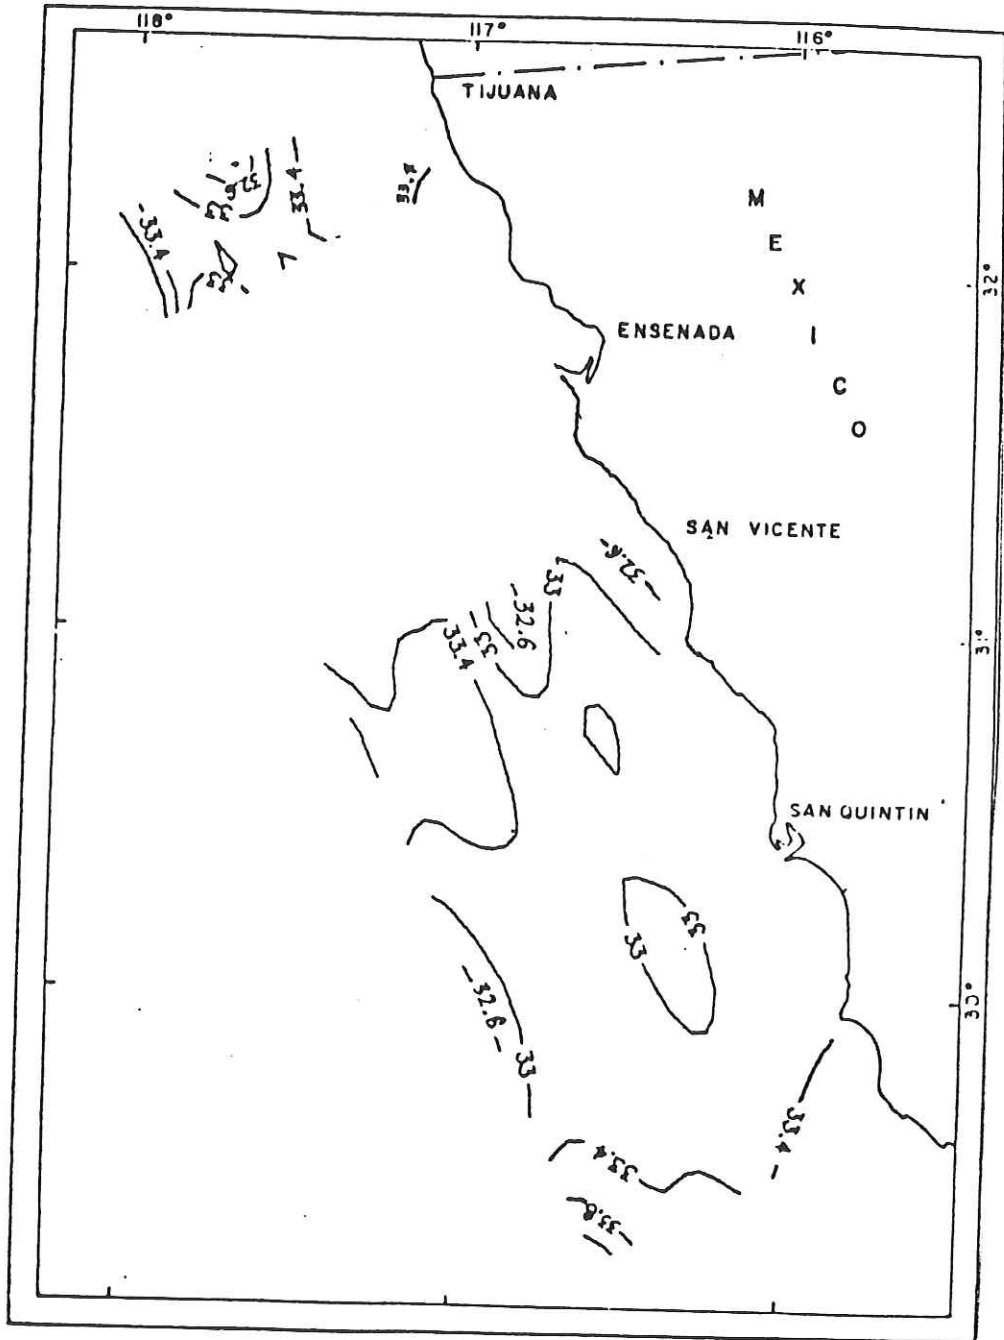 118°
117°
116°
TIJUANA
33.4
32.6
33
33.4
-33.4
33
M
E
X
I
C
O
32°
ENSENADA
SAN VICENTE
-32.6-
33
-32.6
33
33.4
31°
SAN QUINTIN
33
33
30°
-32.6-
33
33.4
33.4
-33.8